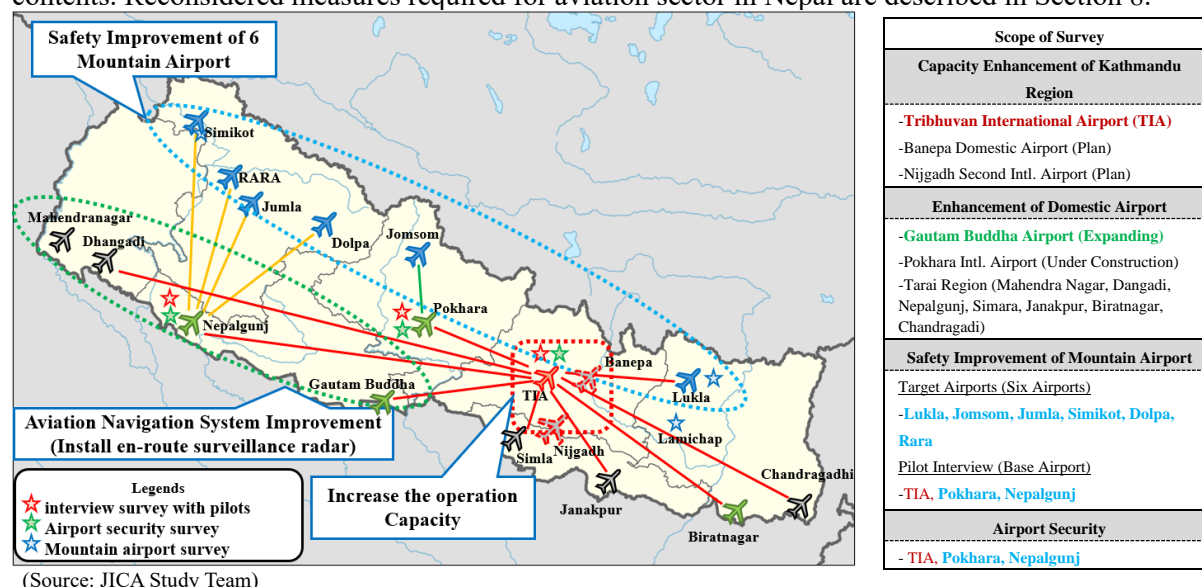 contents. Reconsidered measures required for aviation sector in Nepal are described in Section 8.
Safety Improvement of 6
Mountain Airport
Simikot
RARA
Jumla
Dolpa
Jomsom
Mahendranagar
Dhangadi
Nepalgunj
Pokhara
Gautam Buddha
TIA
Banepa
Lukla
Lamichap
Simla
Nijgadh
Janakpur
Biratnagar
Chandragadhi
Aviation Navigation System Improvement
(Install en-route surveillance radar)
Increase the operation
Capacity
Legends
interview survey with pilots
Airport security survey
Mountain airport survey
(Source: JICA Study Team)
Scope of Survey
Capacity Enhancement of Kathmandu
Region
-Tribhuvan International Airport (TIA)
-Banepa Domestic Airport (Plan)
-Nijgadh Second Intl. Airport (Plan)
Enhancement of Domestic Airport
-Gautam Buddha Airport (Expanding)
-Pokhara Intl. Airport (Under Construction)
-Tarai Region (Mahendra Nagar, Dangadi,
Nepalgunj, Simara, Janakpur, Biratnagar,
Chandragadi)
Safety Improvement of Mountain Airport
Target Airports (Six Airports)
-Lukla, Jomsom, Jumla, Simikot, Dolpa,
Rara
Pilot Interview (Base Airport)
-TIA, Pokhara, Nepalgunj
Airport Security
- TIA, Pokhara, Nepalgunj